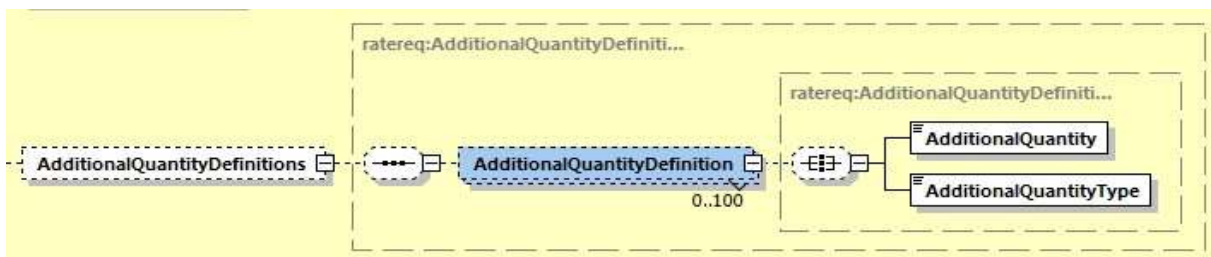 ratereq:AdditionalQuantityDefiniti...
ratereq:AdditionalQuantityDefiniti...
AdditionalQuantityDefinitions
AdditionalQuantityDefinition
0..100
AdditionalQuantity
AdditionalQuantityType